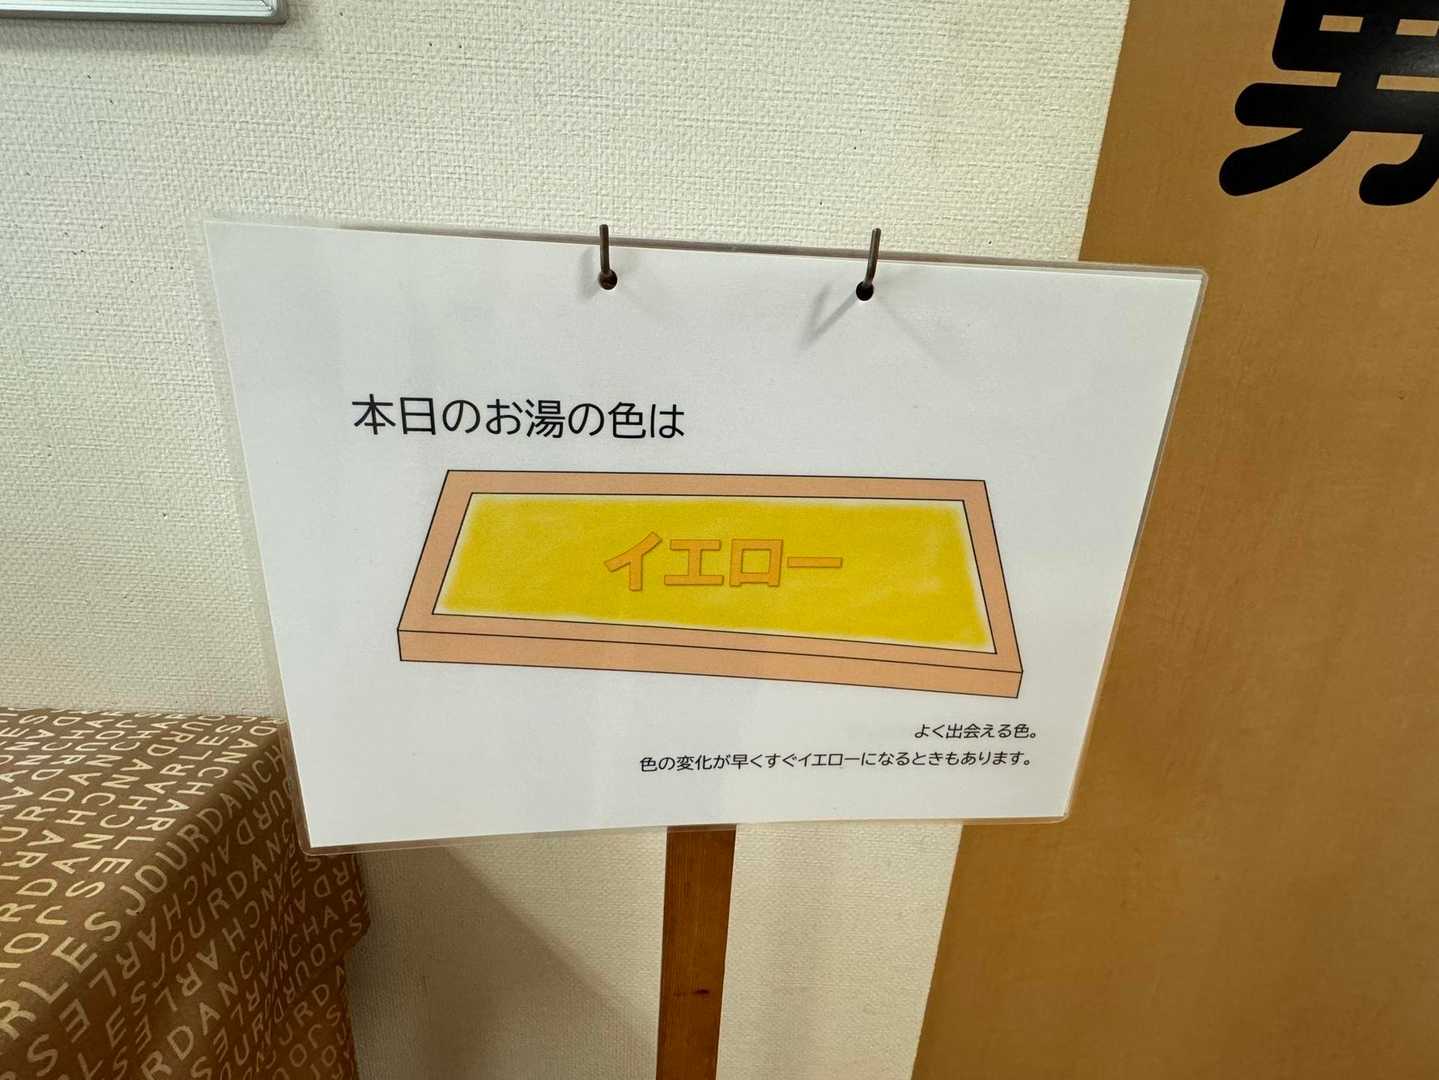 男
本日のお湯の色は
イエロー
よく出会える色。
色の変化が早くすぐイエローになるときもあります。
CHARLES JOURDAN